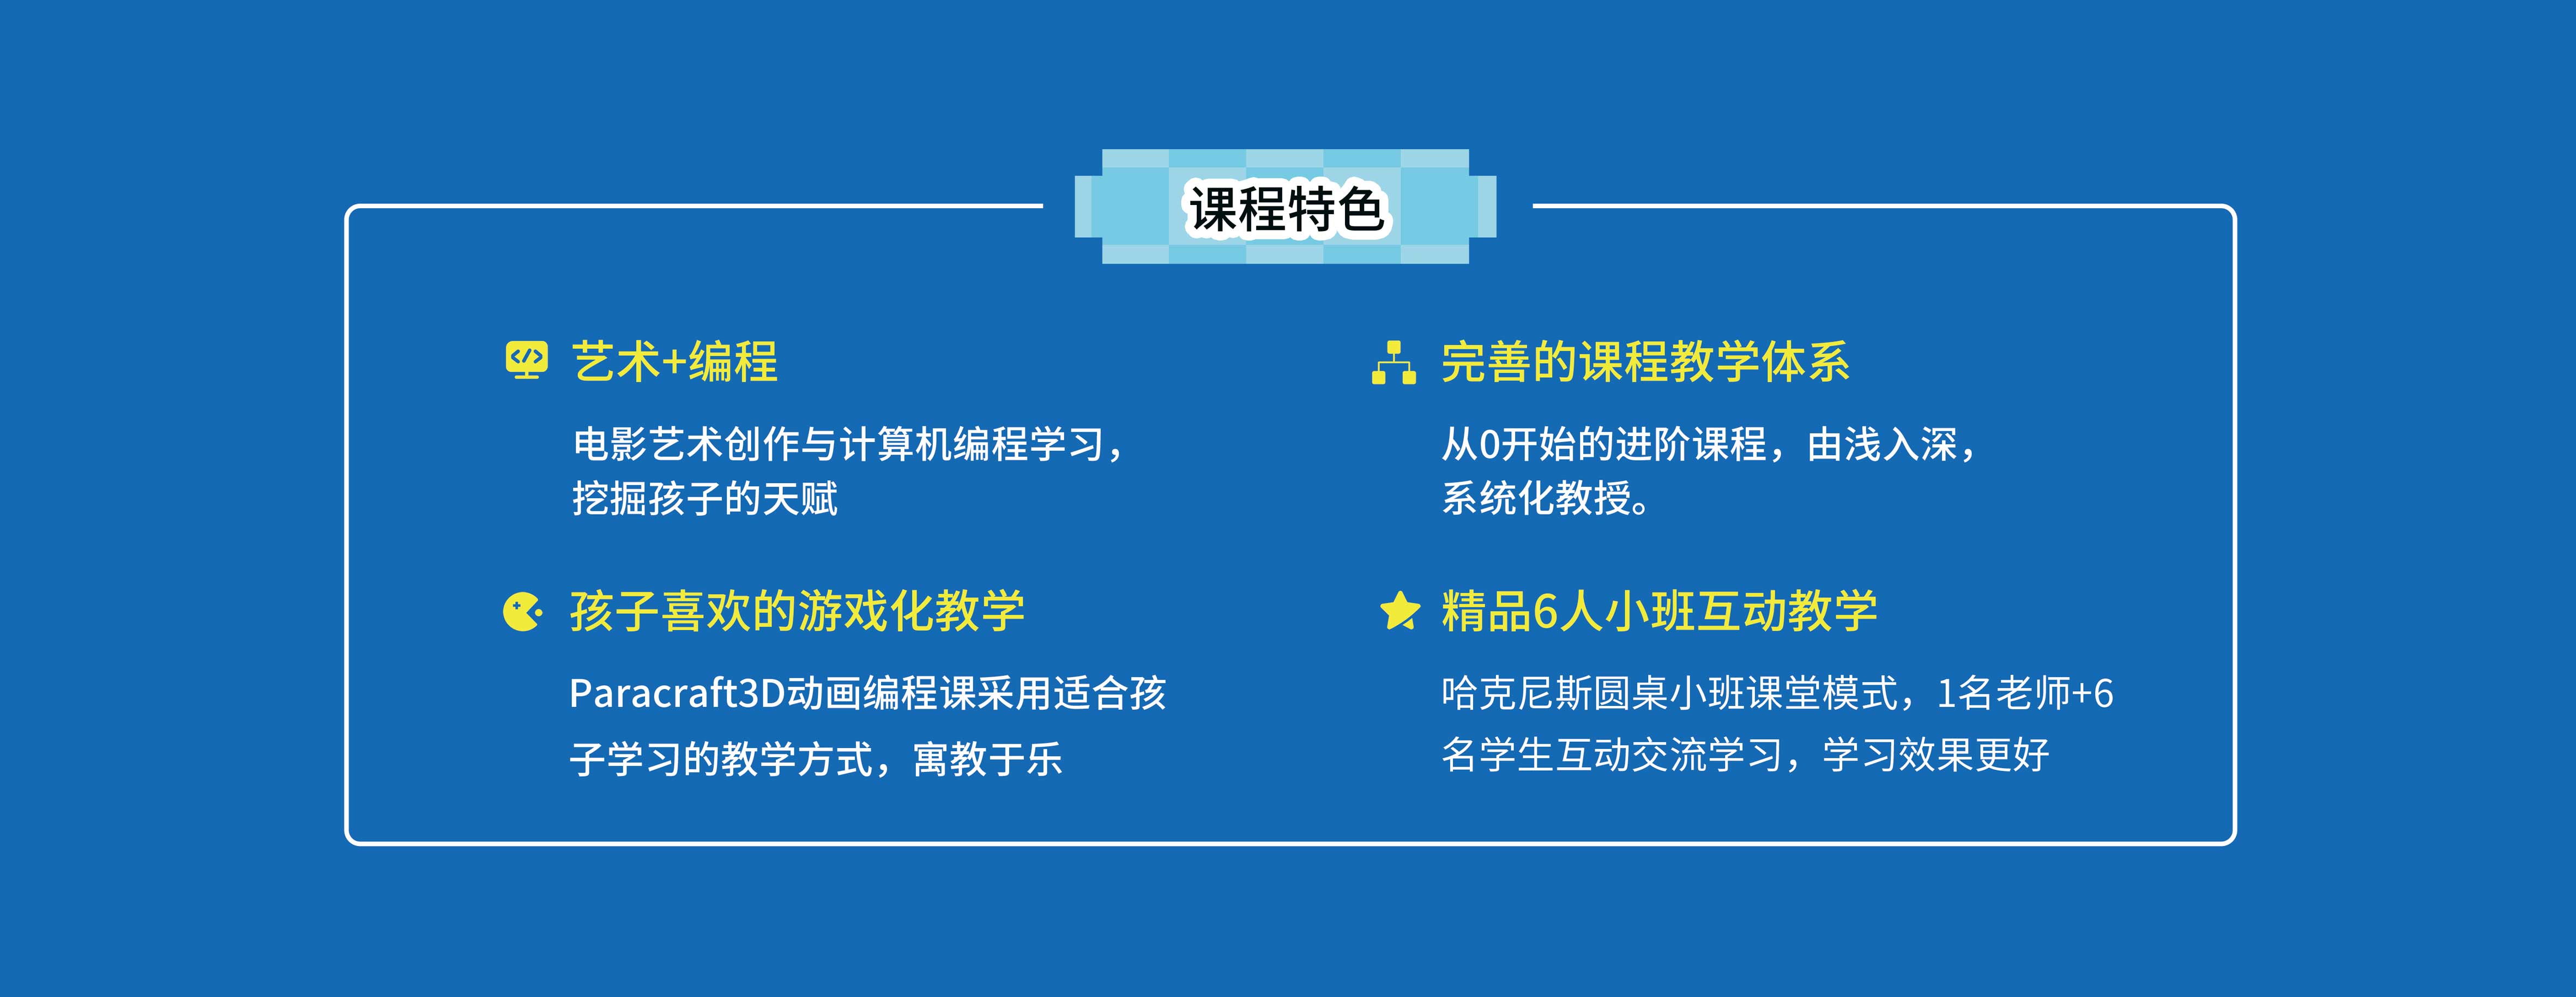 课程特色
艺术+编程
电影艺术创作与计算机编程学习，
挖掘孩子的天赋
完善的课程教学体系
从0开始的进阶课程，由浅入深，
系统化教授。
孩子喜欢的游戏化教学
Paracraft3D动画编程课采用适合孩
子学习的教学方式，寓教于乐
精品6人小班互动教学
哈克尼斯圆桌小班课堂模式，1名老师+6
名学生互动交流学习，学习效果更好